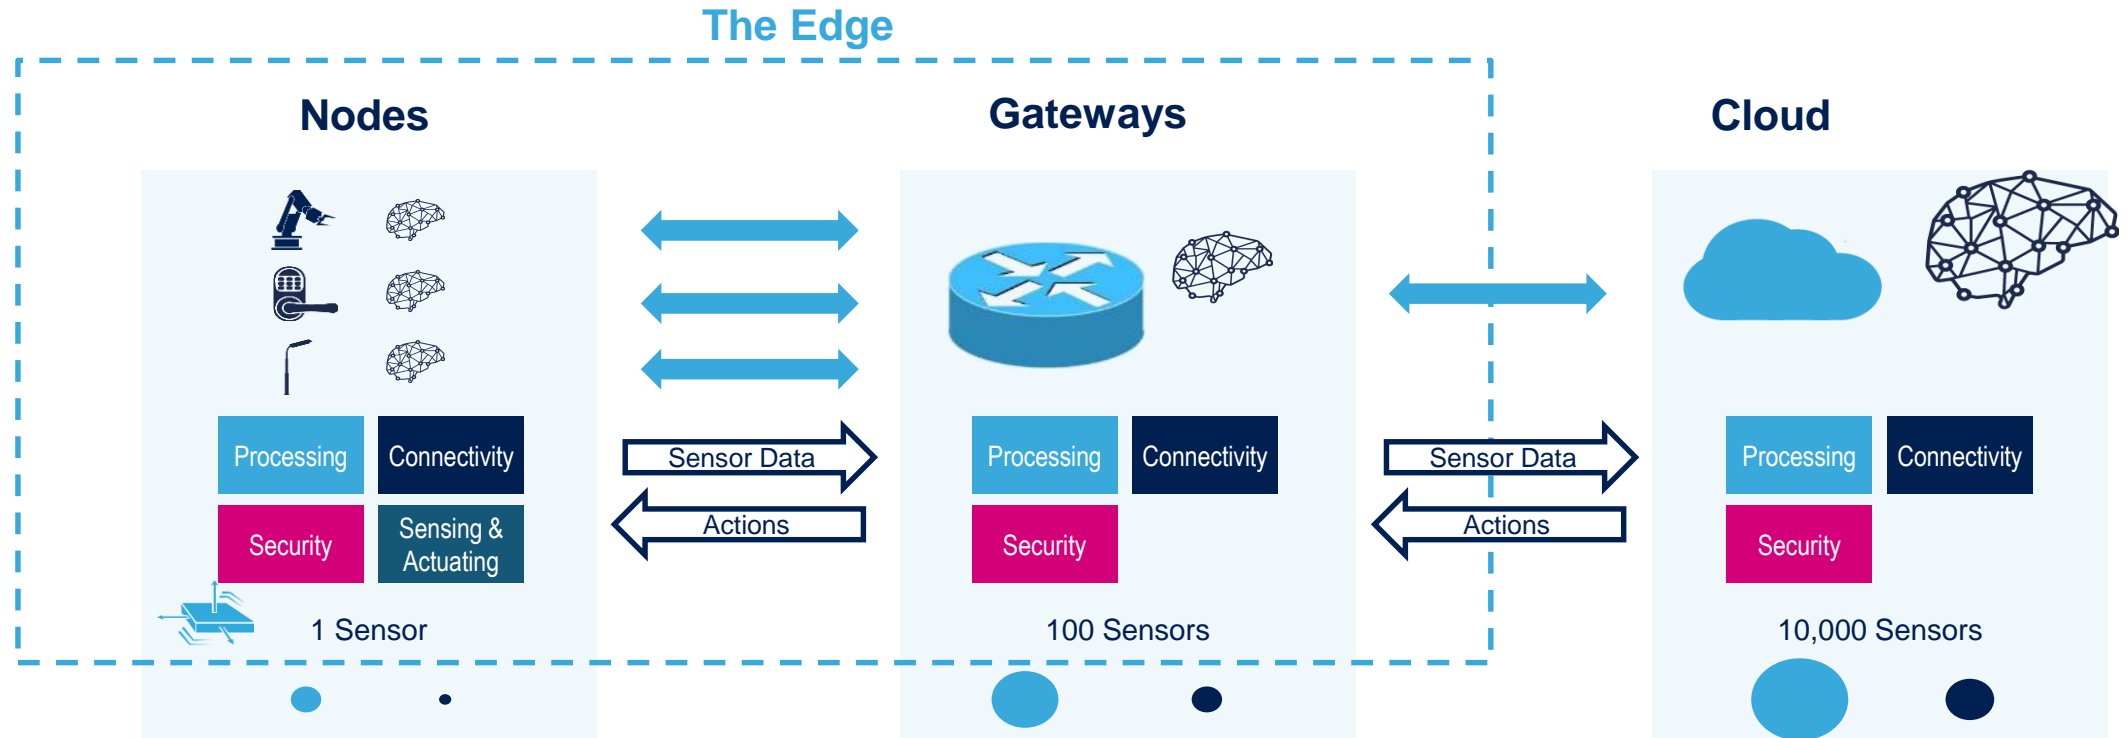 The Edge
Nodes
Gateways
Cloud
Processing
Connectivity
Security
Sensing &
Actuating
1 Sensor
Sensor Data
Actions
Processing
Connectivity
Security
100 Sensors
Sensor Data
Actions
Processing
Connectivity
Security
10,000 Sensors